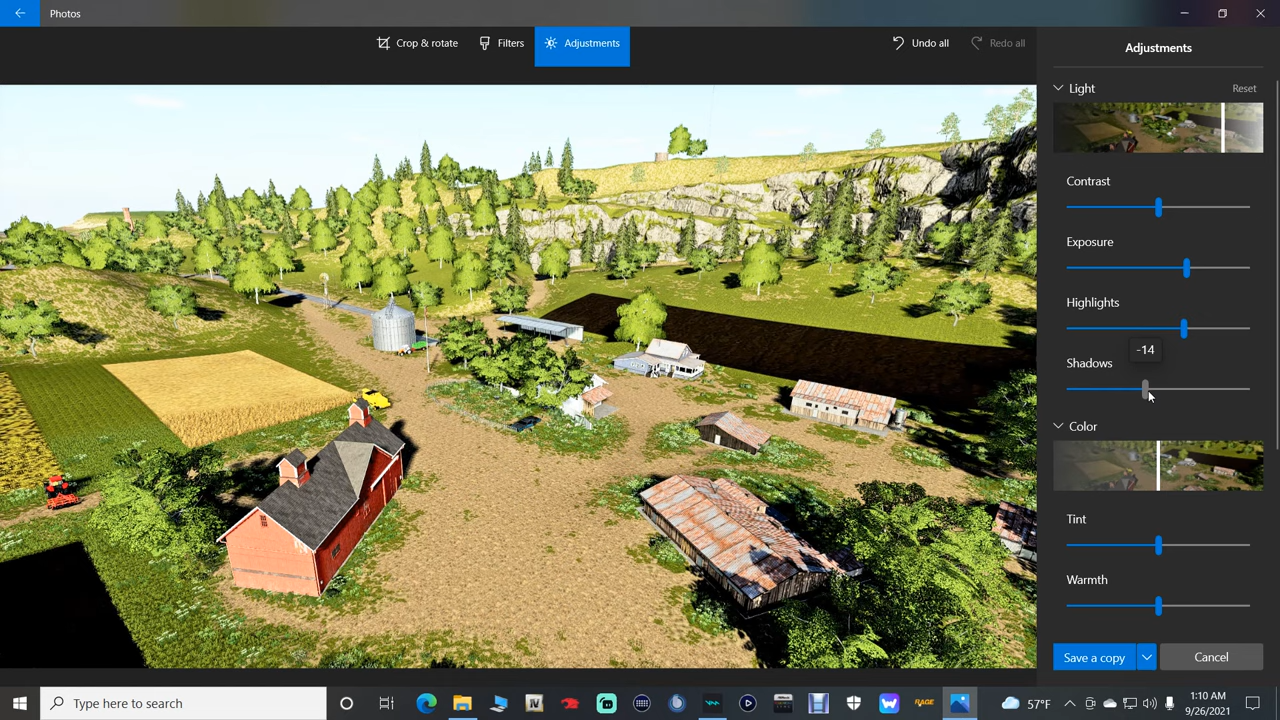 Photos
Crop & rotate
Filters
Adjustments
Undo all
Redo all
Adjustments
Light
Reset
Contrast
Exposure
Highlights
-14
Shadows
Color
Tint
Warmth
Save a copy
Cancel
Type here to search
RAGE
57°F
1:10 AM
9/26/2021